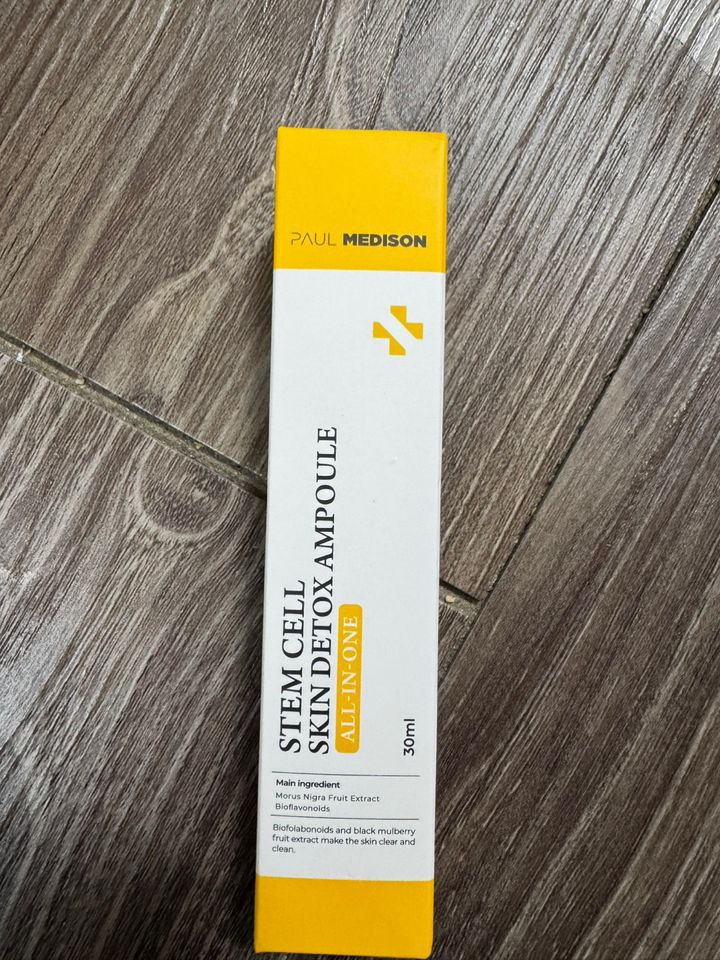 PAUL MEDISON
STEM CELL
SKIN DETOX AMPOULE
ALL-IN-ONE
30ml
Main ingredient
Morus Nigra Fruit Extract
Bioflavonoids
Biofolabonoids and black mulberry
fruit extract make the skin clear and
clean.